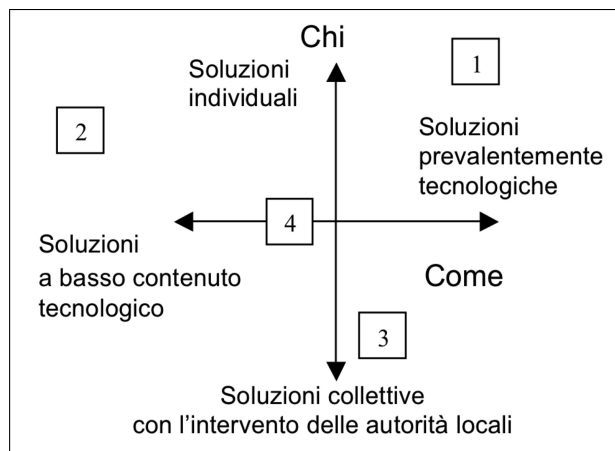 Chi
1
Soluzioni
individuali
2
Soluzioni
prevalentemente
tecnologiche
4
Soluzioni
a basso contenuto
tecnologico
Come
3
Soluzioni collettive
con l'intervento delle autorità locali